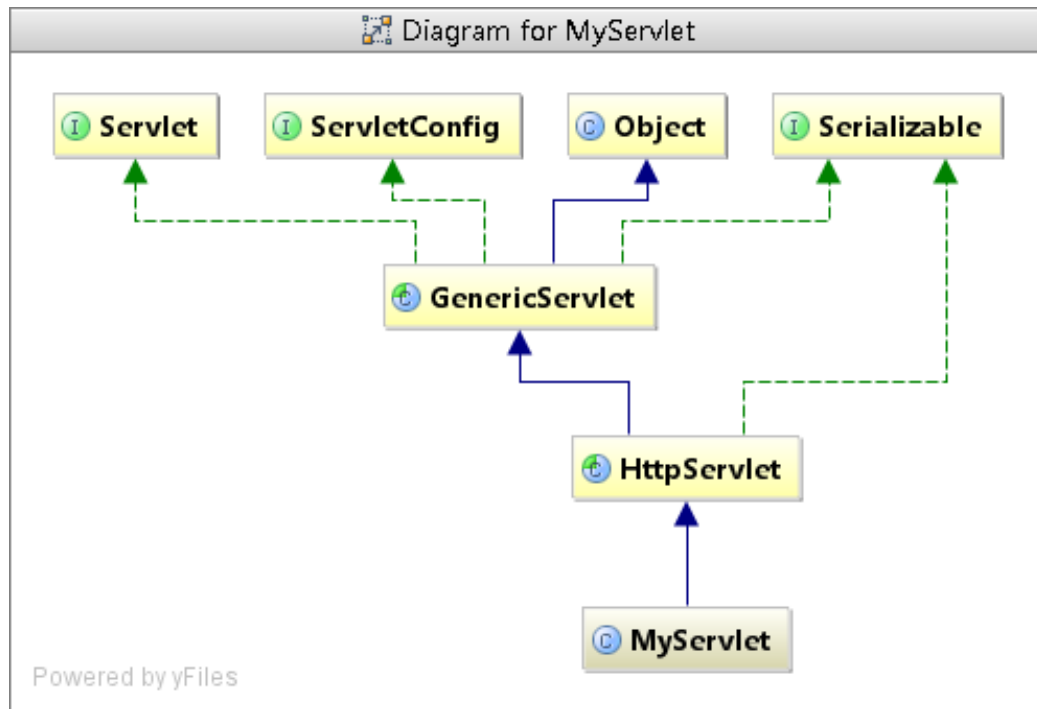 Diagram for MyServlet
I Servlet
I ServletConfig
C Object
I Serializable
C GenericServlet
C HttpServlet
C MyServlet
Powered by yFiles